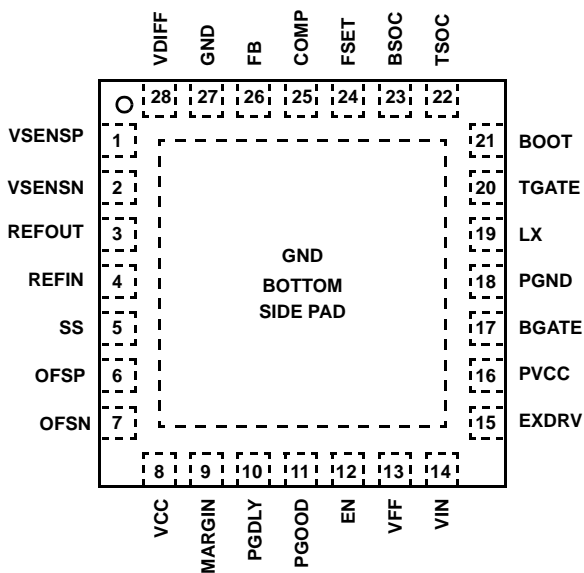 VDIFF
GND
FB
COMP
FSET
BSOC
TSOC
28
27
26
25
24
23
22
VSENSP
1
VSENSN
2
REFOUT
3
REFIN
4
SS
5
OFSP
6
OFSN
7
GND
BOTTOM
SIDE PAD
21
BOOT
20
TGATE
19
LX
18
PGND
17
BGATE
16
PVCC
15
EXDRV
8
9
10
11
12
13
14
VCC
MARGIN
PGDLY
PGOOD
EN
VFF
VIN